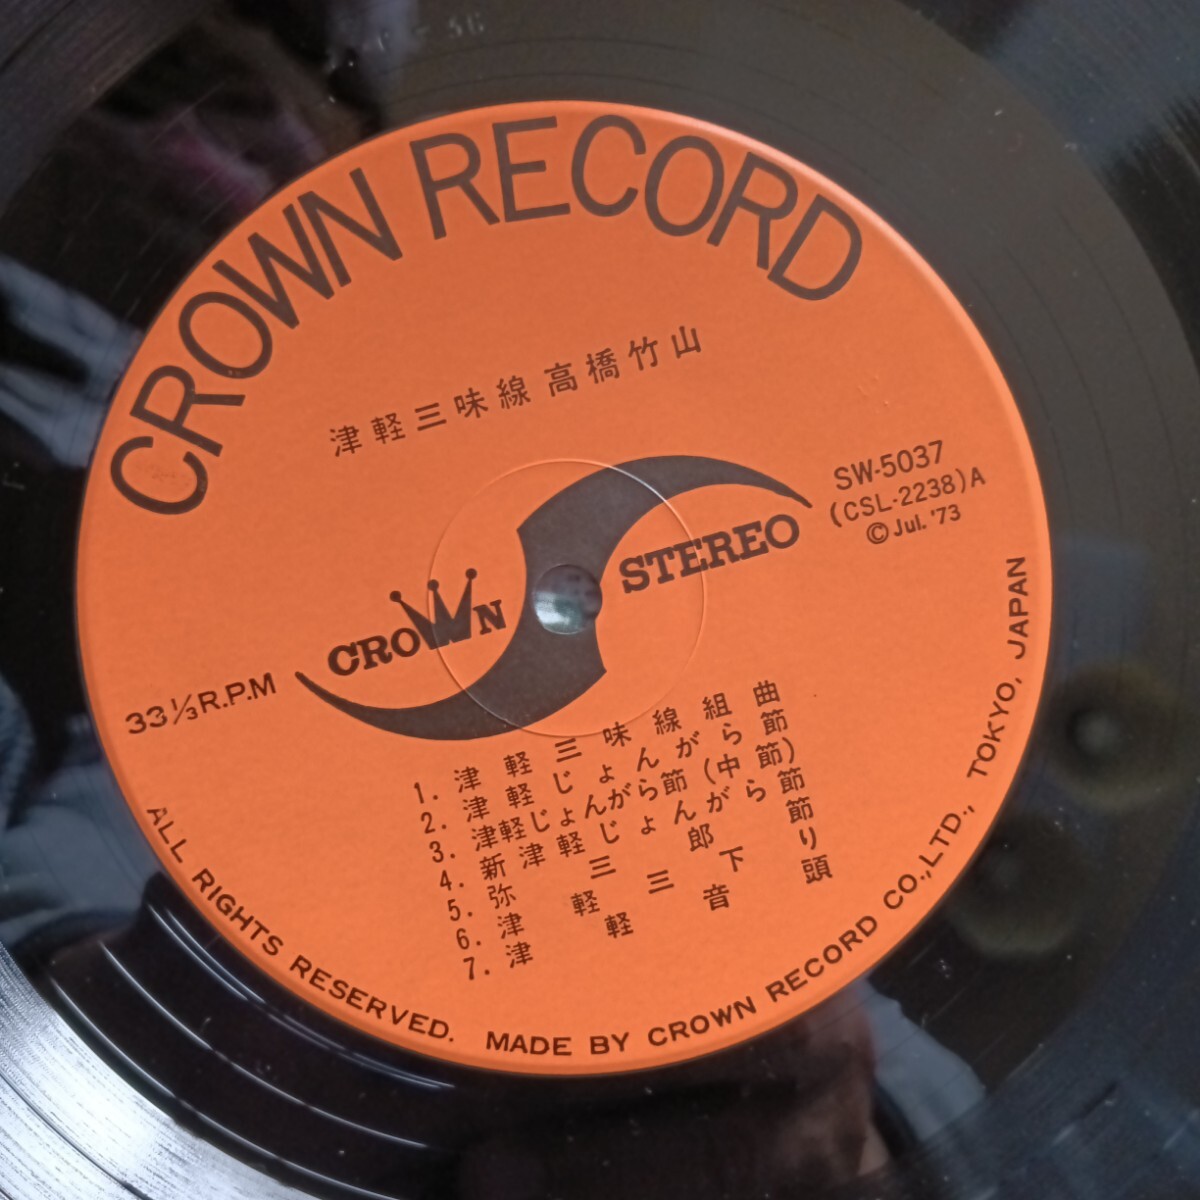 CROWN RECORD
津軽三味線 高橋竹山
SW-5037
(CSL-2238)A
©Jul. '73
CROWN STEREO
33⅓R.P.M
1. 津軽三味線組曲
2. 津軽じょんがら節
3. 津軽じょんがら節(中節)
4. 新津軽じょんがら節
5. 弥三郎節
6. 津軽三下り
7. 津軽音頭
ALL RIGHTS RESERVED. MADE BY CROWN RECORD CO.,LTD., TOKYO, JAPAN